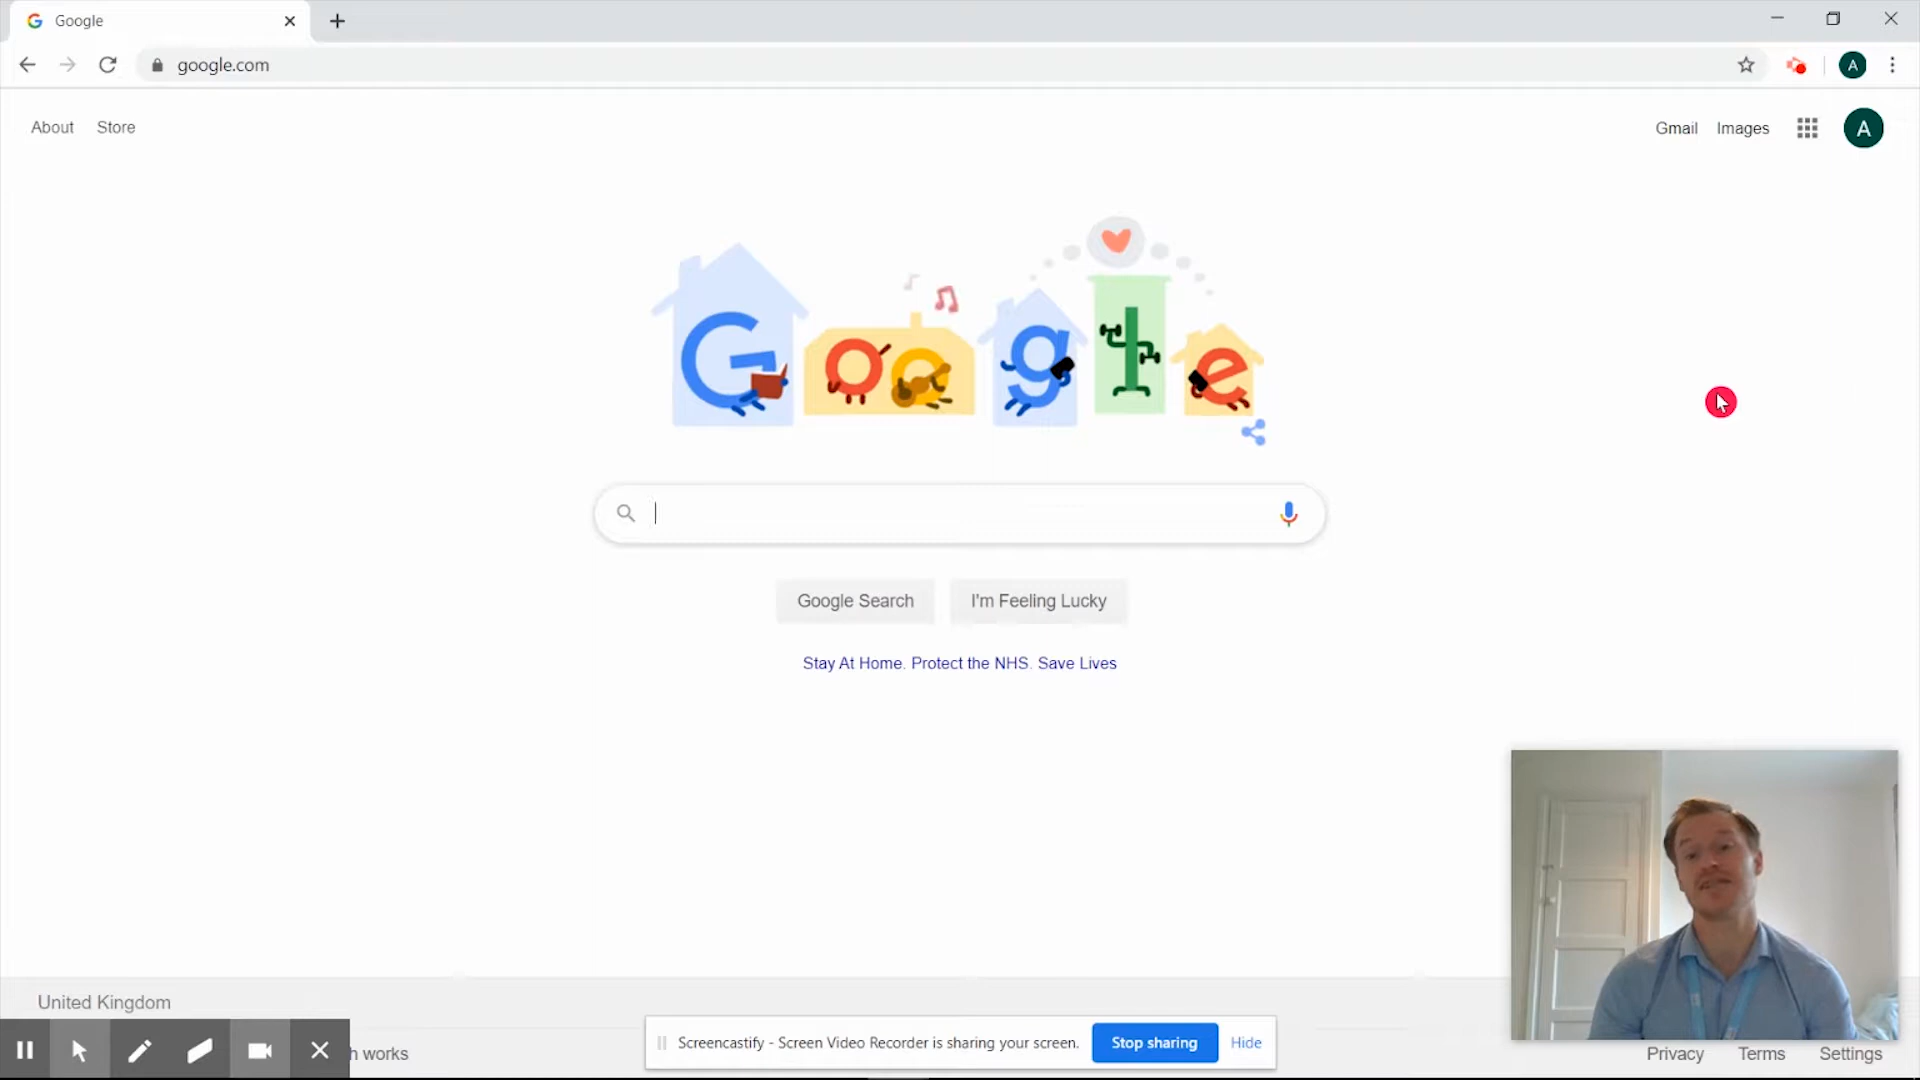 Google
google.com
A
About
Store
Gmail
Images
A
Google
Google Search
I'm Feeling Lucky
Stay At Home. Protect the NHS. Save Lives
United Kingdom
h works
Screencastify - Screen Video Recorder is sharing your screen.
Stop sharing
Hide
Privacy
Terms
Settings